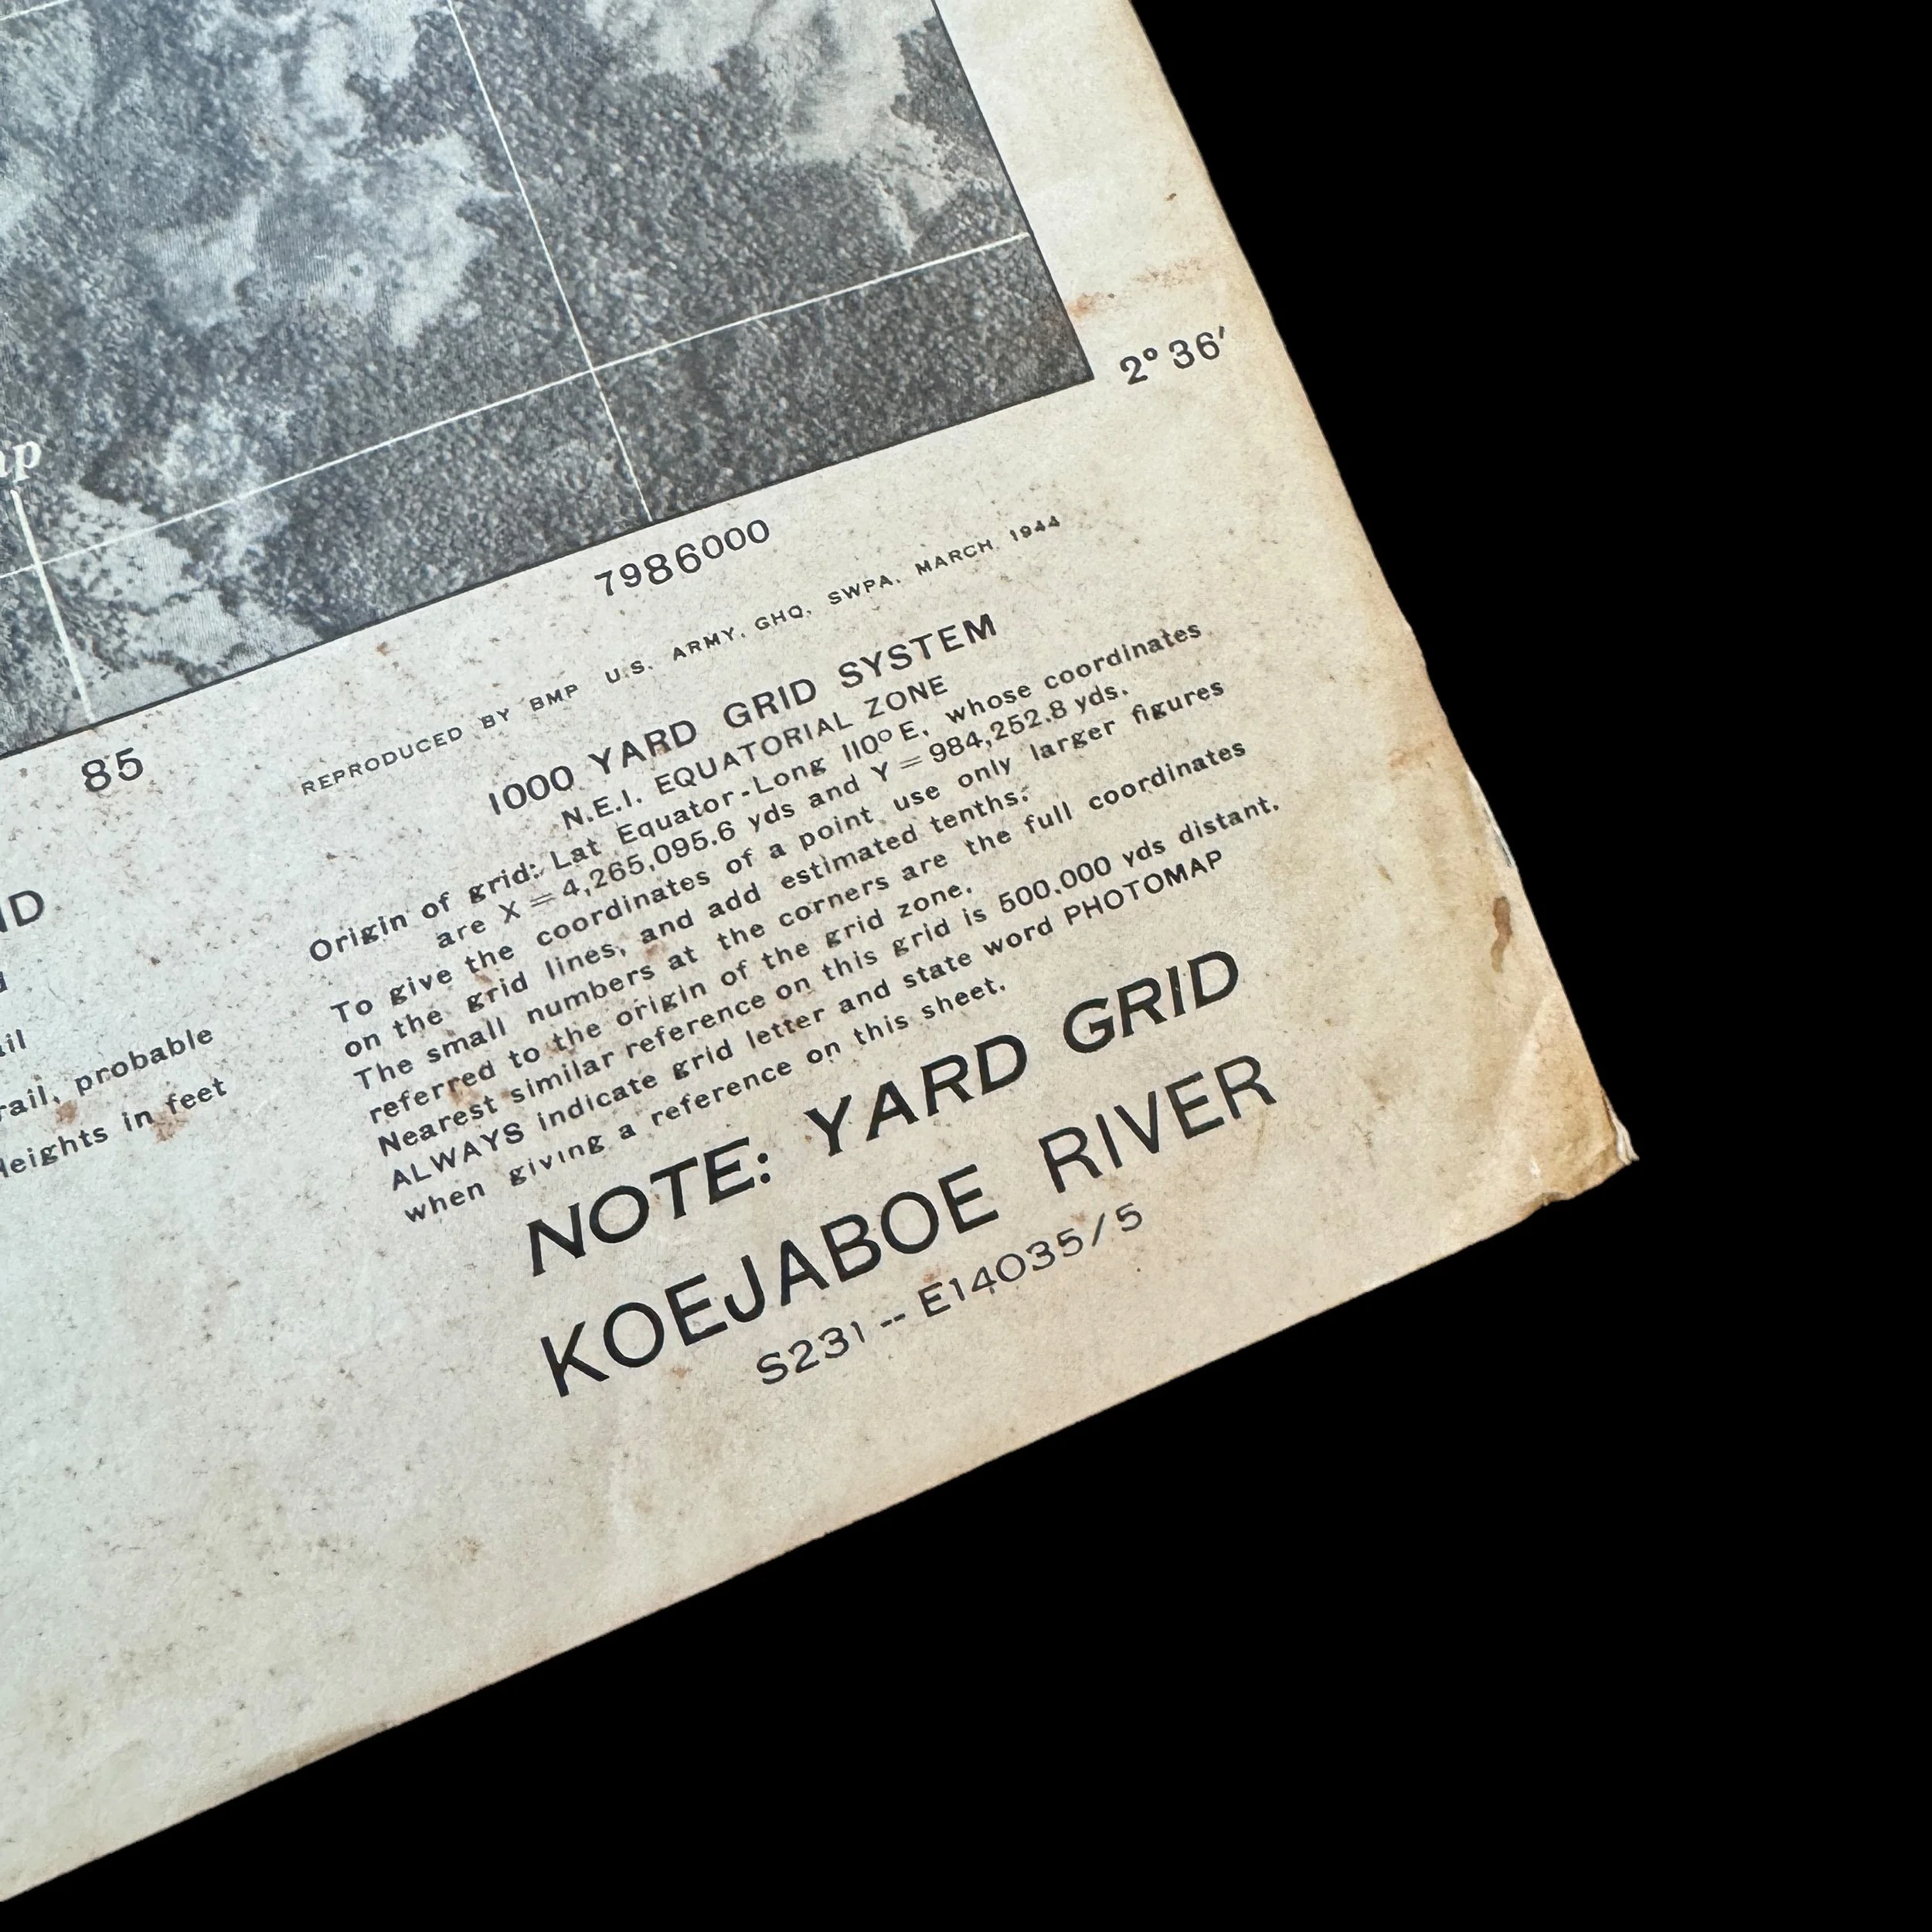 2° 36′
7986000
85
REPRODUCED BY BMP U.S. ARMY, GHQ, SWPA, MARCH 1944
1000 YARD GRID SYSTEM
N.E.I. EQUATORIAL ZONE
Origin of grid: Lat Equator-Long 110° E, whose coordinates
are X = 4,265,095.6 yds and Y = 984,252.8 yds.
To give the coordinates of a point use only larger figures
on the grid lines, and add estimated tenths.
The small numbers at the corners are the full coordinates
referred to the origin of the grid zone.
Nearest similar reference on this grid is 500,000 yds distant.
ALWAYS indicate grid letter and state word PHOTOMAP
when giving a reference on this sheet.
rail, probable
Heights in feet
NOTE: YARD GRID
KOEJABOE RIVER
S231 -- E14035/5